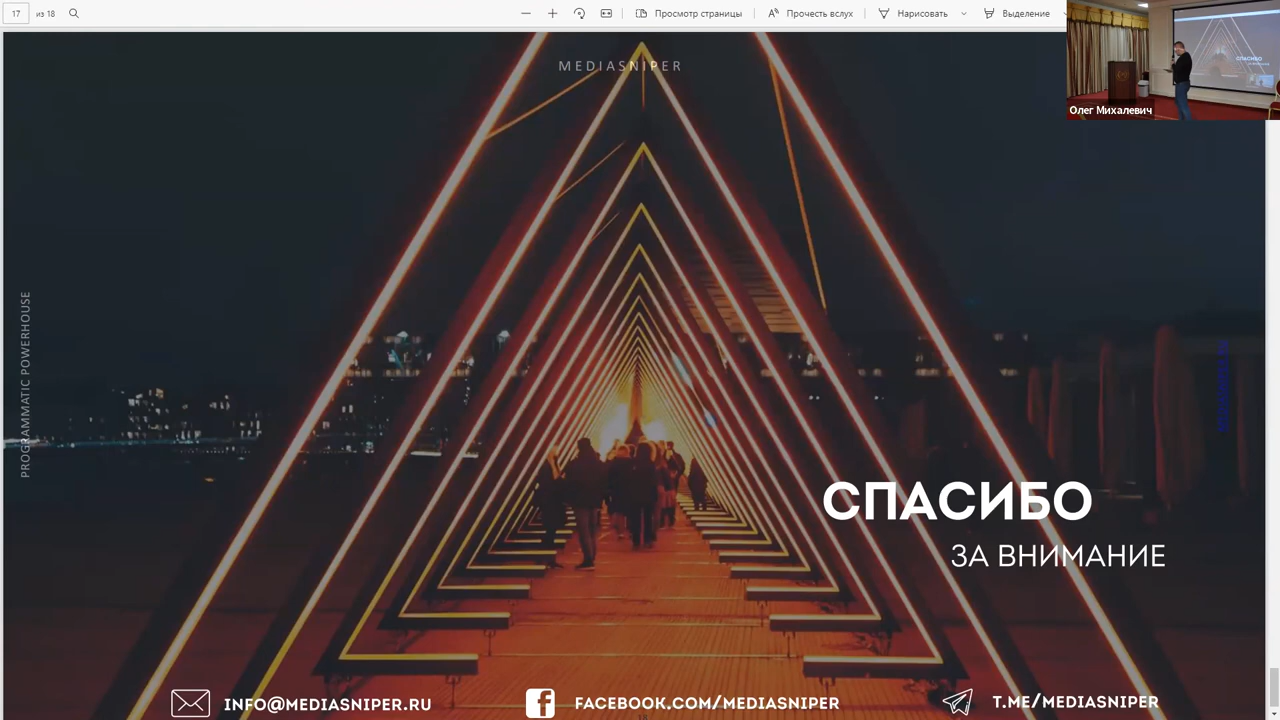 17 из 18 Просмотр страницы Прочесть вслух Нарисовать Выделение
MEDIASNIPER
Олег Михалевич
PROGRAMMATIC POWERHOUSE
СПАСИБО
ЗА ВНИМАНИЕ
INFO@MEDIASNIPER.RU
FACEBOOK.COM/MEDIASNIPER
T.ME/MEDIASNIPER